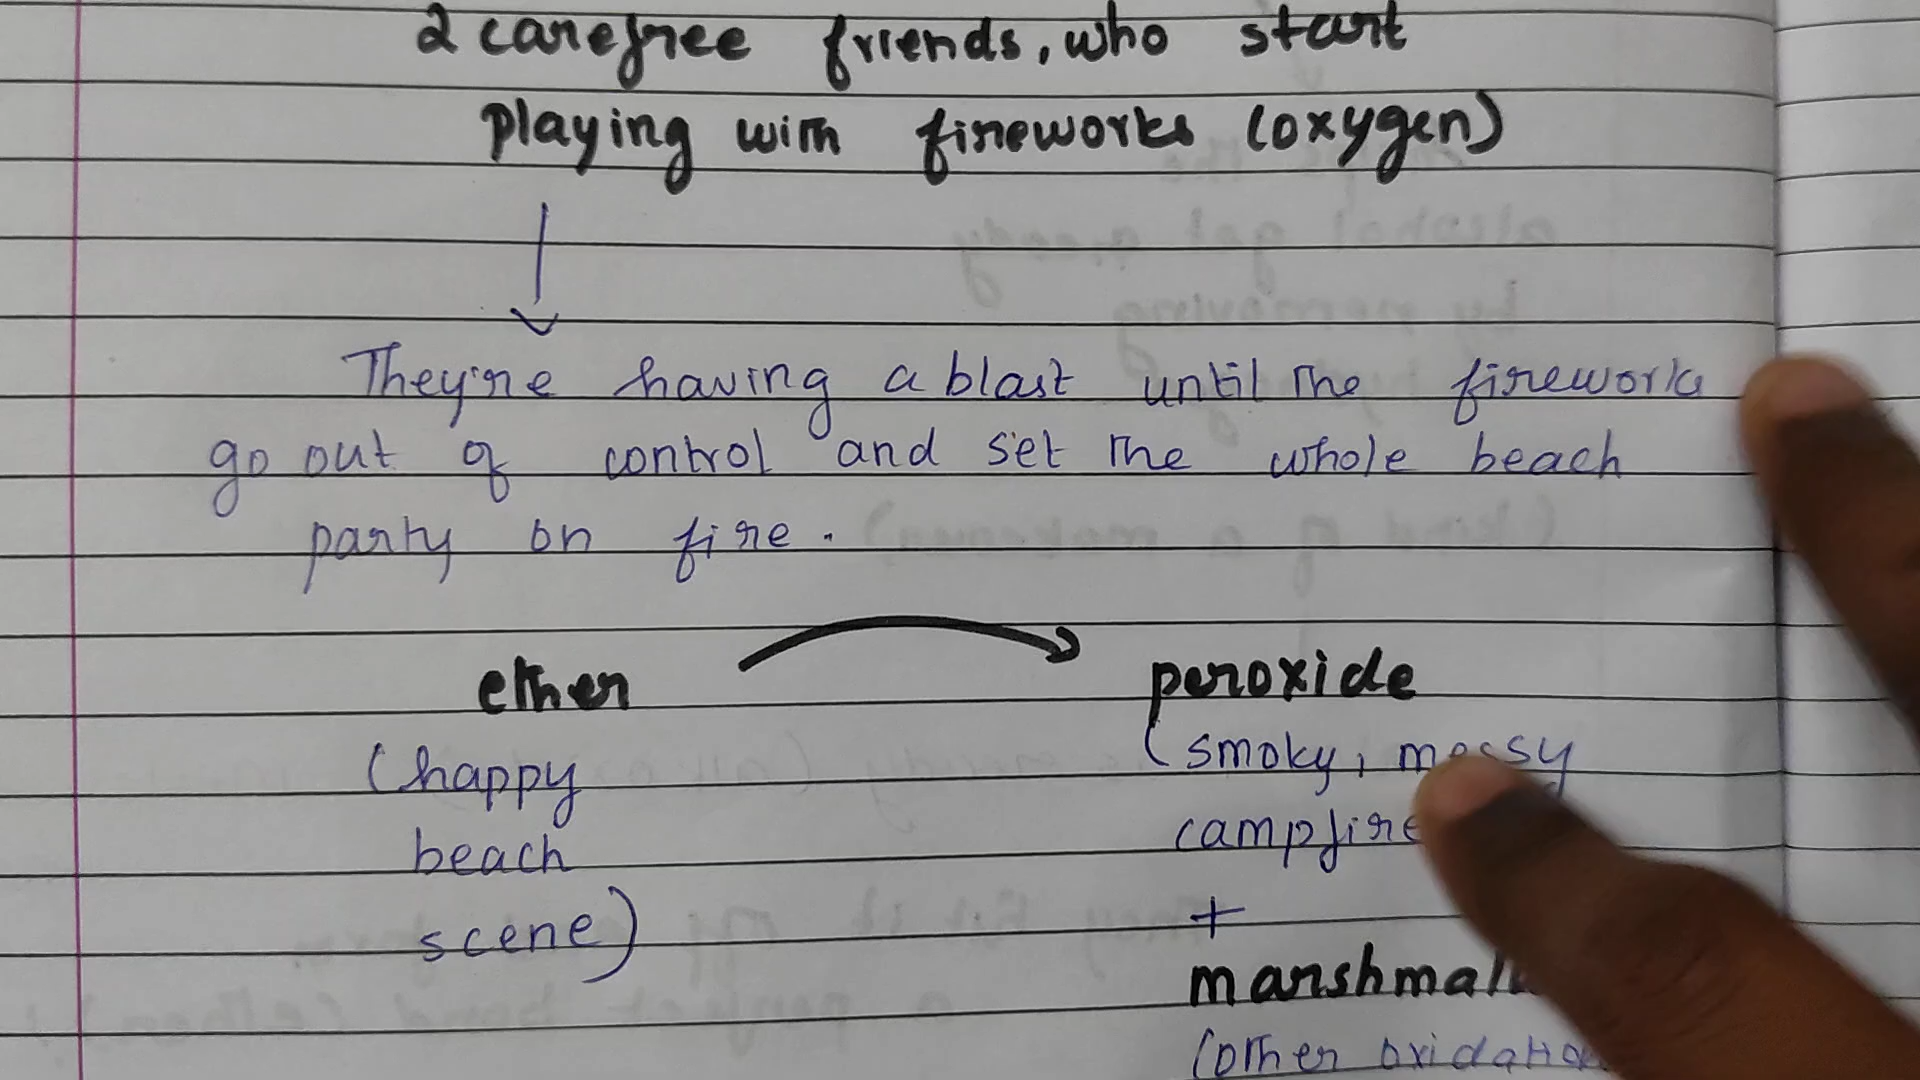 2 carefree friends, who start
playing with fireworks (oxygen)
They're having a blast until the fireworks
go out of control and set the whole beach
party on fire.
ether
peroxide
(happy
beach
scene)
(smoky, messy
campfire
+
(other